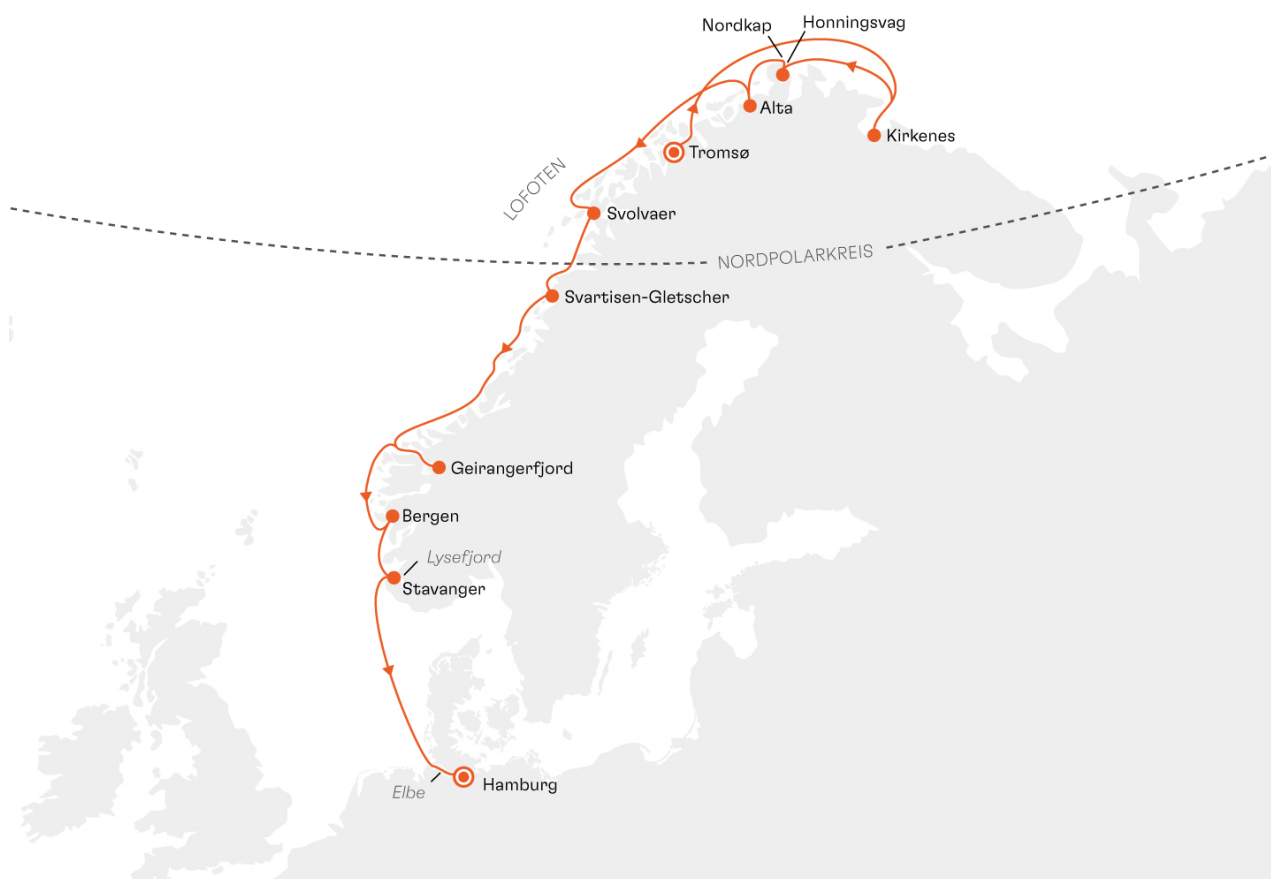 Honningsvag
Nordkap
Alta
Kirkenes
Tromsø
LOFOTEN
Svolvaer
NORDPOLARKREIS
Svartisen-Gletscher
Geirangerfjord
Bergen
Lysefjord
Stavanger
Hamburg
Elbe